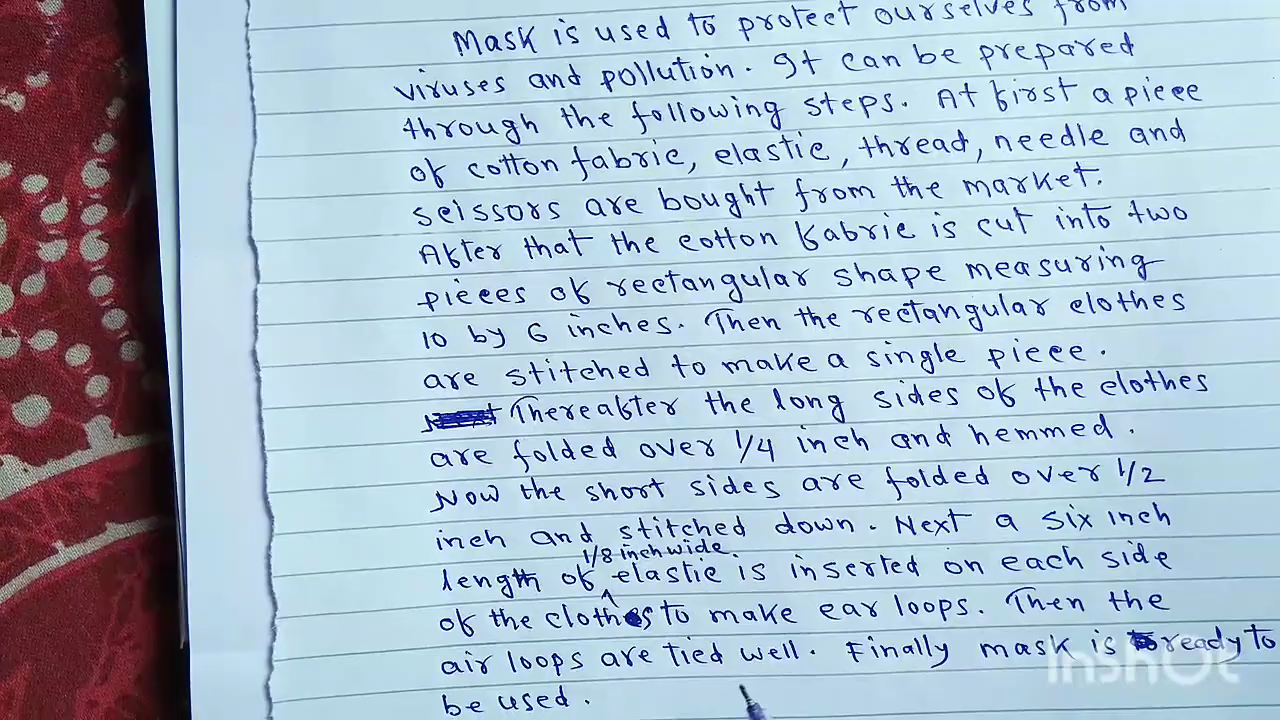 Mask is used to protect ourselves from
viruses and pollution. It can be prepared
through the following steps. At first a piece
of cotton fabric, elastic, thread, needle and
scissors are bought from the market.
After that the cotton fabric is cut into two
pieces of rectangular shape measuring
10 by 6 inches. Then the rectangular clothes
are stitched to make a single piece.
Thereafter the long sides of the clothes
are folded over 1/4 inch and hemmed.
Now the short sides are folded over 1/2
inch and stitched down. Next a six inch
1/8 inch wide.
length of elastic is inserted on each side
of the clothes to make ear loops. Then the
air loops are tied well. Finally mask is ready to
be used.
InShot